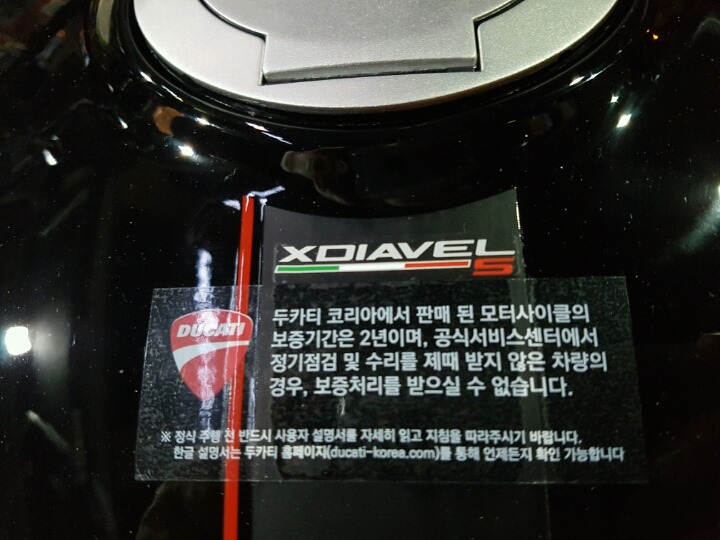 XDIAVEL
S
DUCATI
두카티 코리아에서 판매 된 모터사이클의
보증기간은 2년이며, 공식서비스센터에서
정기점검 및 수리를 제때 받지 않은 차량의
경우, 보증처리를 받으실 수 없습니다.
※ 정식 주행 전 반드시 사용자 설명서를 자세히 읽고 지침을 따라주시기 바랍니다.
한글 설명서는 두카티 홈페이지(ducati-korea.com)를 통해 언제든지 확인 가능합니다